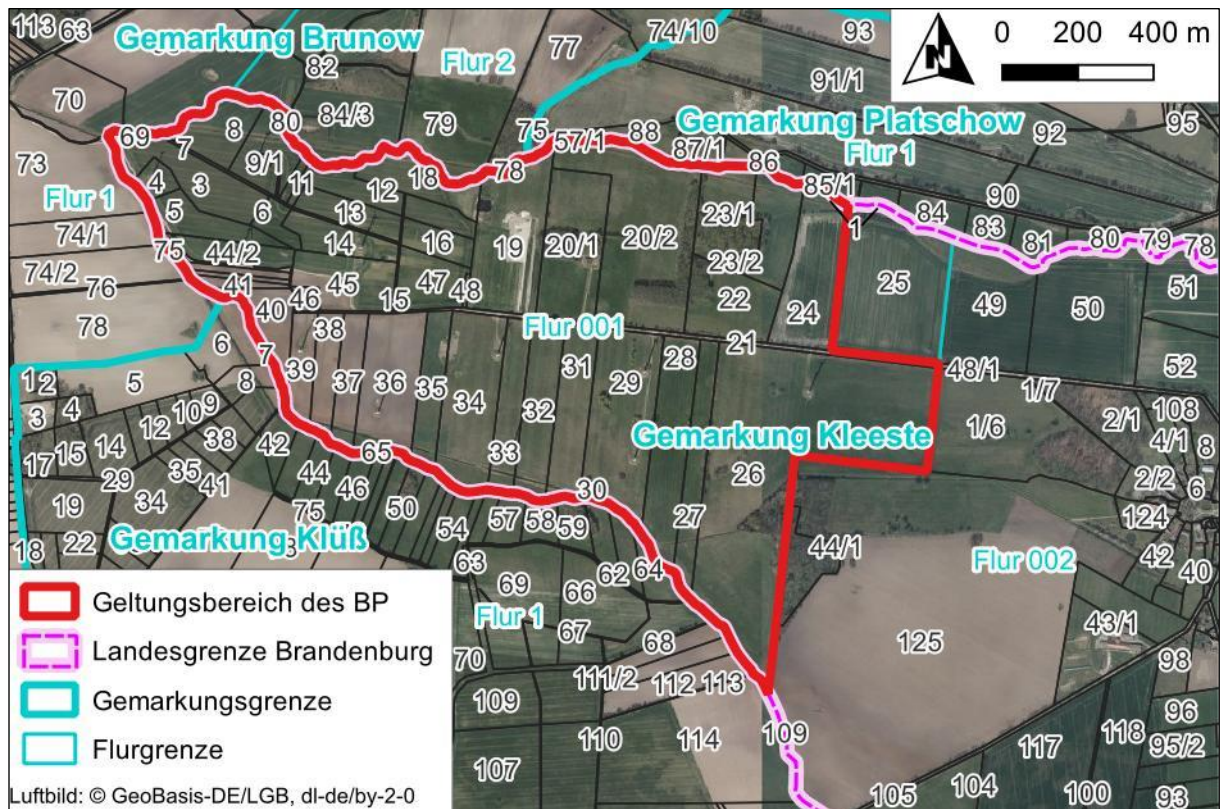 113 63 Gemarkung Brunow 77 74/10 93 N 0 200 400 m
82 Flur 2 91/1
70 69 7 8 80 84/3 79 75 57/1 88 Gemarkung Platschow 92 95
73 9/1 78 87/1 86 Flur 1
Flur 1 4 3 11 12 18 85/1 90
5 6 13 23/1 1 84 83
74/1 75 44/2 14 16 19 20/1 20/2 81 80 79 78
74/2 76 41 45 47 23/2 25 51
78 40 46 15 48 22 24 49 50
6 38 Flur 001 21
7 39 37 36 35 31 28 48/1 52
1 2 5 8 34 32 29 1/7 2/1 108
3 4 10 9 Gemarkung Kleeste 1/6 4/1 8
17 15 14 12 38 42 65 33 26 2/2 6
29 35 41 44 46 50 30 124
19 34 75 57 58 59 27
18 22 Gemarkung Klüß 54 44/1 Flur 002 42 40
63 62 64
69 66
Geltungsbereich des BP Flur 1 67 68 125 43/1
Landesgrenze Brandenburg 70 111/2 112 113 98
Gemarkungsgrenze 109 96
Flurgrenze 110 114 109 117 118 95/2
107
Luftbild: © GeoBasis-DE/LGB, dl-de/by-2-0 105 104 100 93